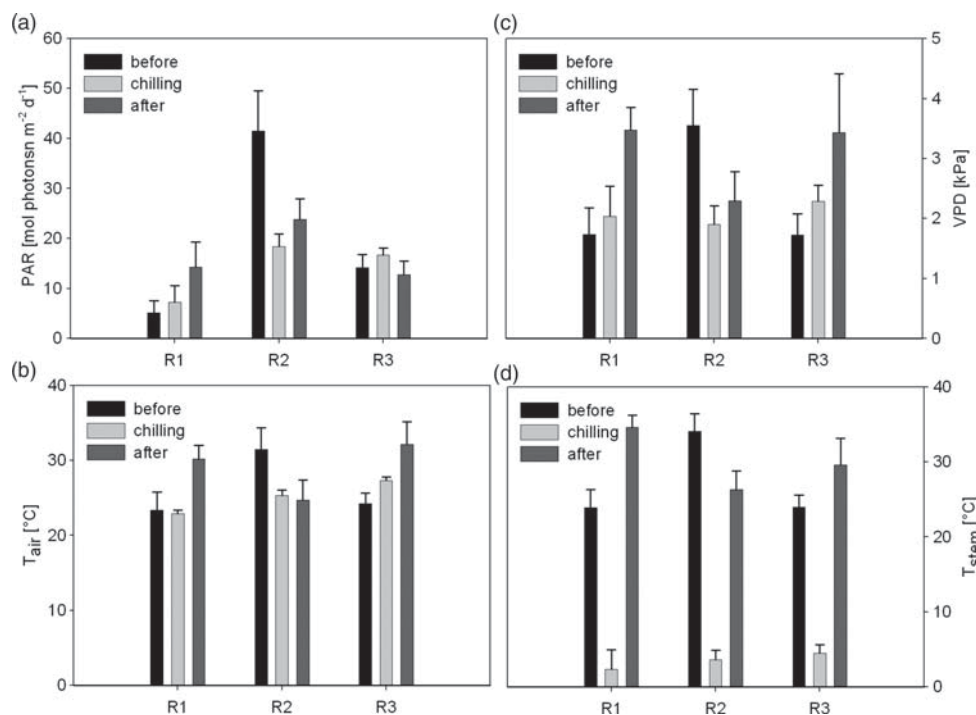 (a)
60
50
40
30
20
10
0
PAR [mol photonsn m⁻² d⁻¹]
before
chilling
after
R1 R2 R3
(c)
5
4
3
2
1
0
VPD [kPa]
before
chilling
after
R1 R2 R3
(b)
40
30
20
10
0
Tair [°C]
before
chilling
after
R1 R2 R3
(d)
40
30
20
10
0
Tstem [°C]
before
chilling
after
R1 R2 R3